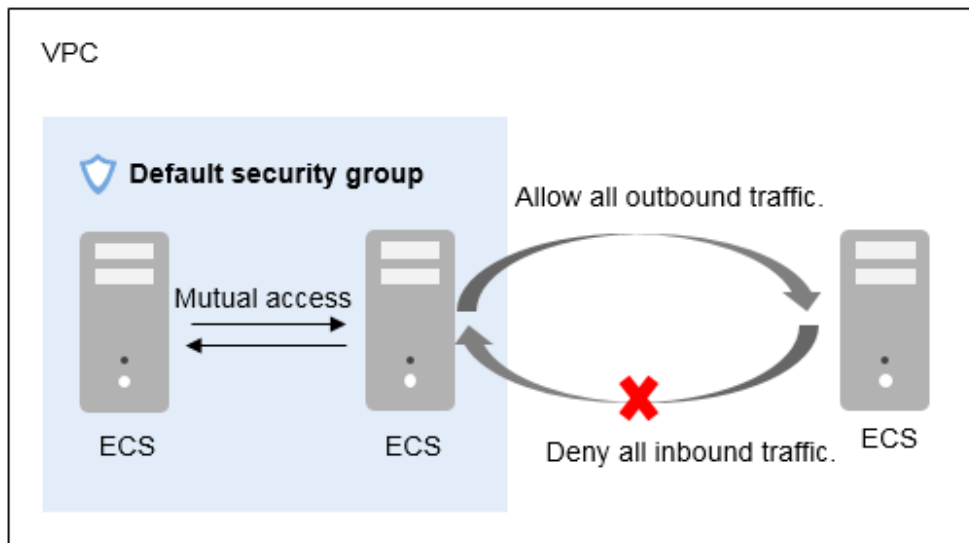 VPC
Default security group
Allow all outbound traffic.
Mutual access
ECS
ECS
ECS
Deny all inbound traffic.